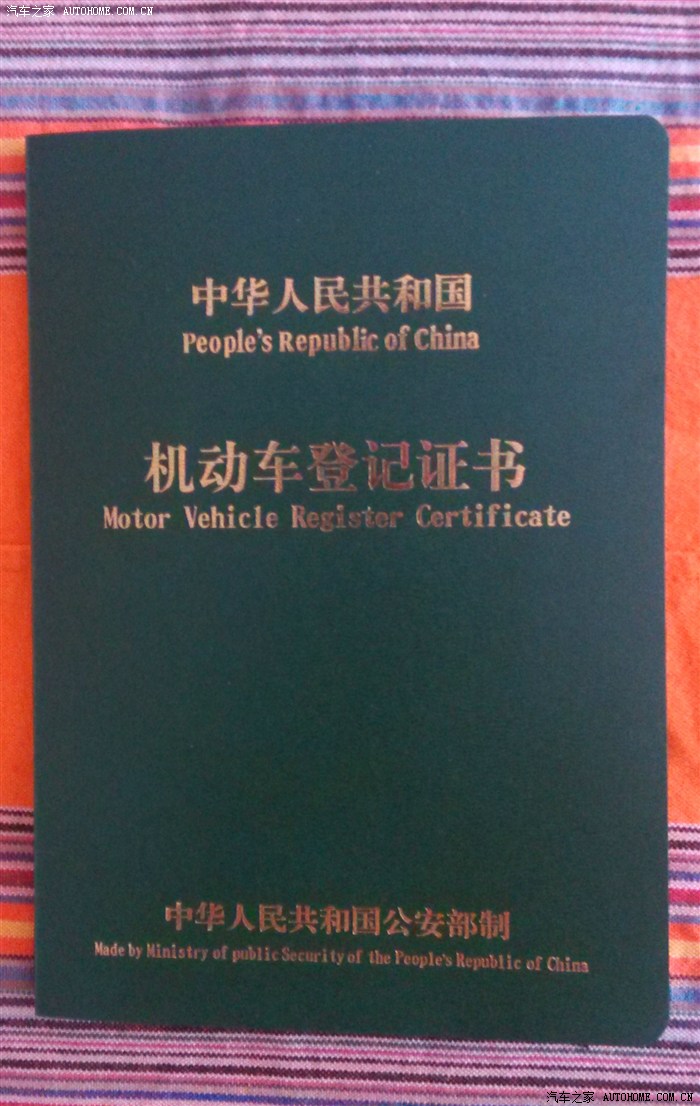 汽车之家 AUTOHOME.COM.CN
中华人民共和国
People's Republic of China
机动车登记证书
Motor Vehicle Register Certificate
中华人民共和国公安部制
Made by Ministry of public Security of the People's Republic of China
汽车之家 AUTOHOME.COM.CN